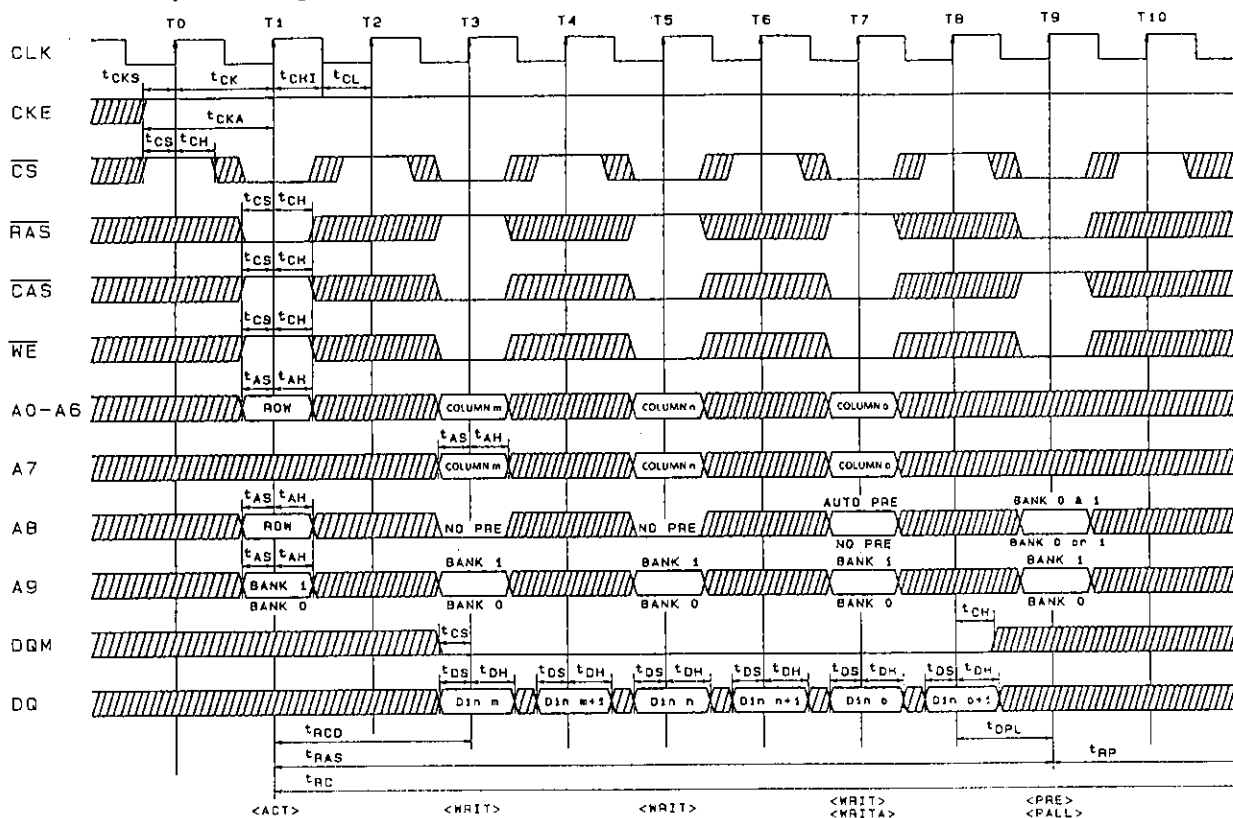 T0 T1 T2 T3 T4 T5 T6 T7 T8 T9 T10
CLK
tCKS tCK tCHI tCL
CKE
tCKA
tCS tCH
CS
tCS tCH
RAS
tCS tCH
CAS
tCS tCH
WE
tAS tAH
A0-A6 ROW COLUMN m COLUMN n COLUMN o
tAS tAH
A7 COLUMN m COLUMN n COLUMN o
tAS tAH AUTO PRE BANK 0 & 1
A8 ROW NO PRE NO PRE
NO PRE BANK 0 or 1
tAS tAH BANK 1 BANK 1 BANK 1 BANK 1
A9 BANK 1
BANK 0 BANK 0 BANK 0 BANK 0 BANK 0
tCH
DQM tCS
tDS tDH tDS tDH tDS tDH tDS tDH tDS tDH tDS tDH
DQ Din m Din m+1 Din n Din n+1 Din o Din o+1
tRCD tDPL
tRAS tRP
tRC
<ACT> <WRIT> <WRIT> <WRIT> <PRE>
<WRITA> <PALL>